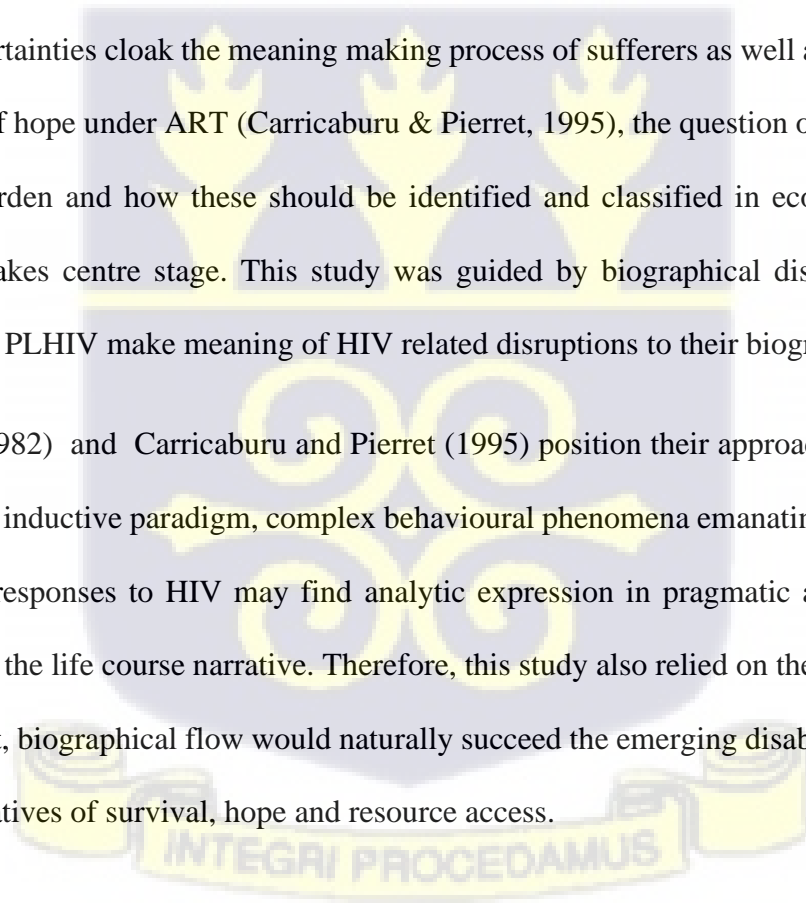 rtainties cloak the meaning making process of sufferers as well a
f hope under ART (Carricaburu & Pierret, 1995), the question o
rden and how these should be identified and classified in eco
akes centre stage. This study was guided by biographical dis
PLHIV make meaning of HIV related disruptions to their biogr
982) and Carricaburu and Pierret (1995) position their approac
inductive paradigm, complex behavioural phenomena emanatin
responses to HIV may find analytic expression in pragmatic a
the life course narrative. Therefore, this study also relied on the
t, biographical flow would naturally succeed the emerging disab
atives of survival, hope and resource access.
INTEGRI PROCEDAMUS